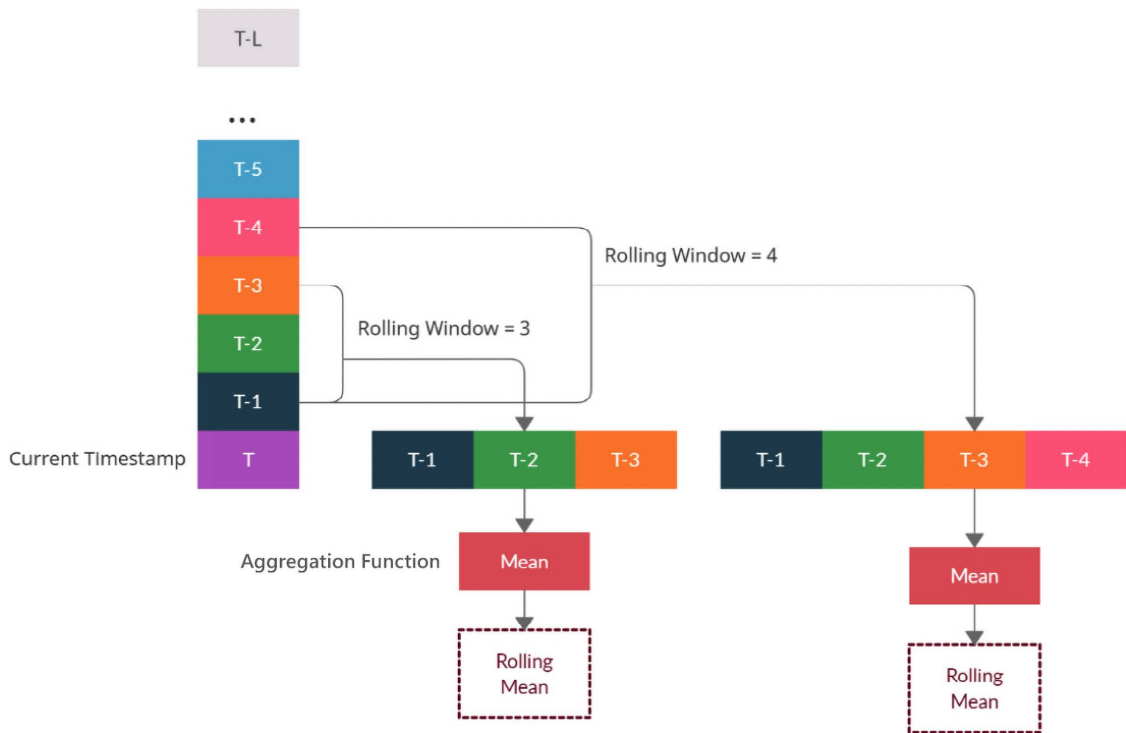 T-L
...
T-5
T-4
Rolling Window = 4
T-3
Rolling Window = 3
T-2
T-1
Current TImestamp
T
T-1 T-2 T-3
T-1 T-2 T-3 T-4
Aggregation Function
Mean
Mean
Rolling
Mean
Rolling
Mean